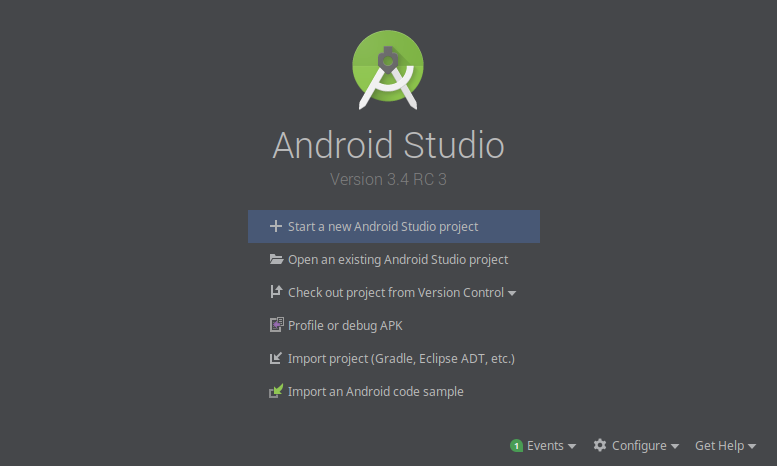 Android Studio
Version 3.4 RC 3
Start a new Android Studio project
Open an existing Android Studio project
Check out project from Version Control
Profile or debug APK
Import project (Gradle, Eclipse ADT, etc.)
Import an Android code sample
1 Events Configure Get Help